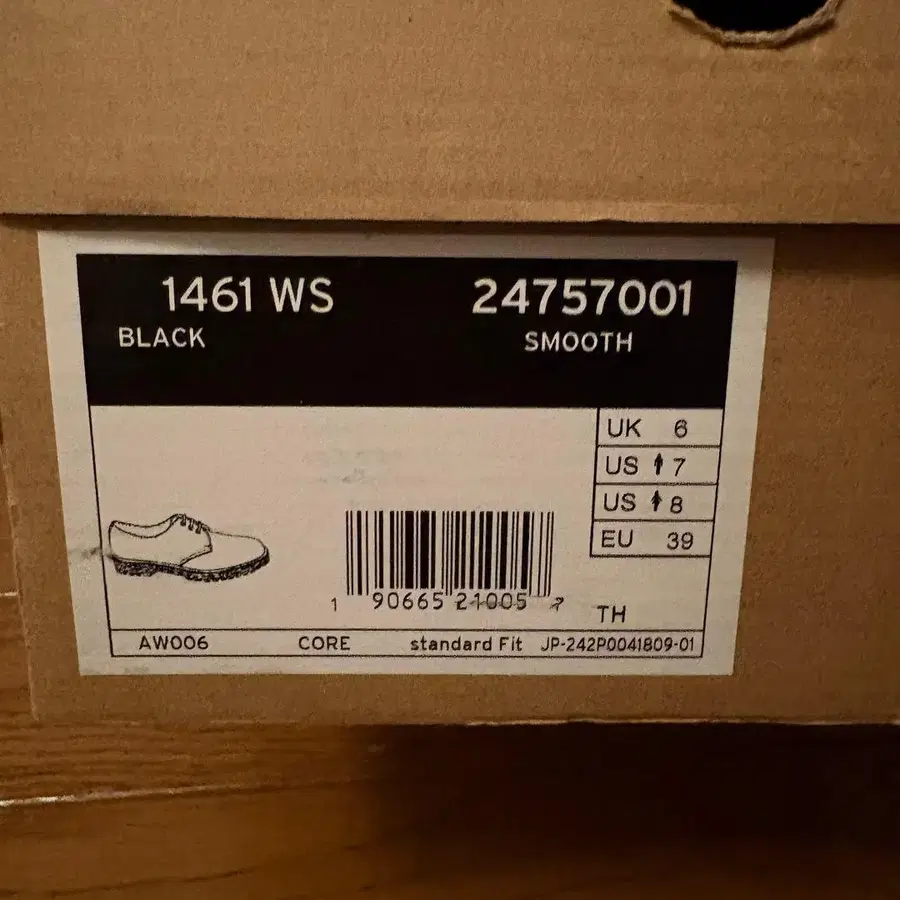 1461 WS 24757001
BLACK SMOOTH
UK 6
US 7
US 8
EU 39
1 90665 21005 7
TH
AW006 CORE standard Fit JP-242P0041809-01